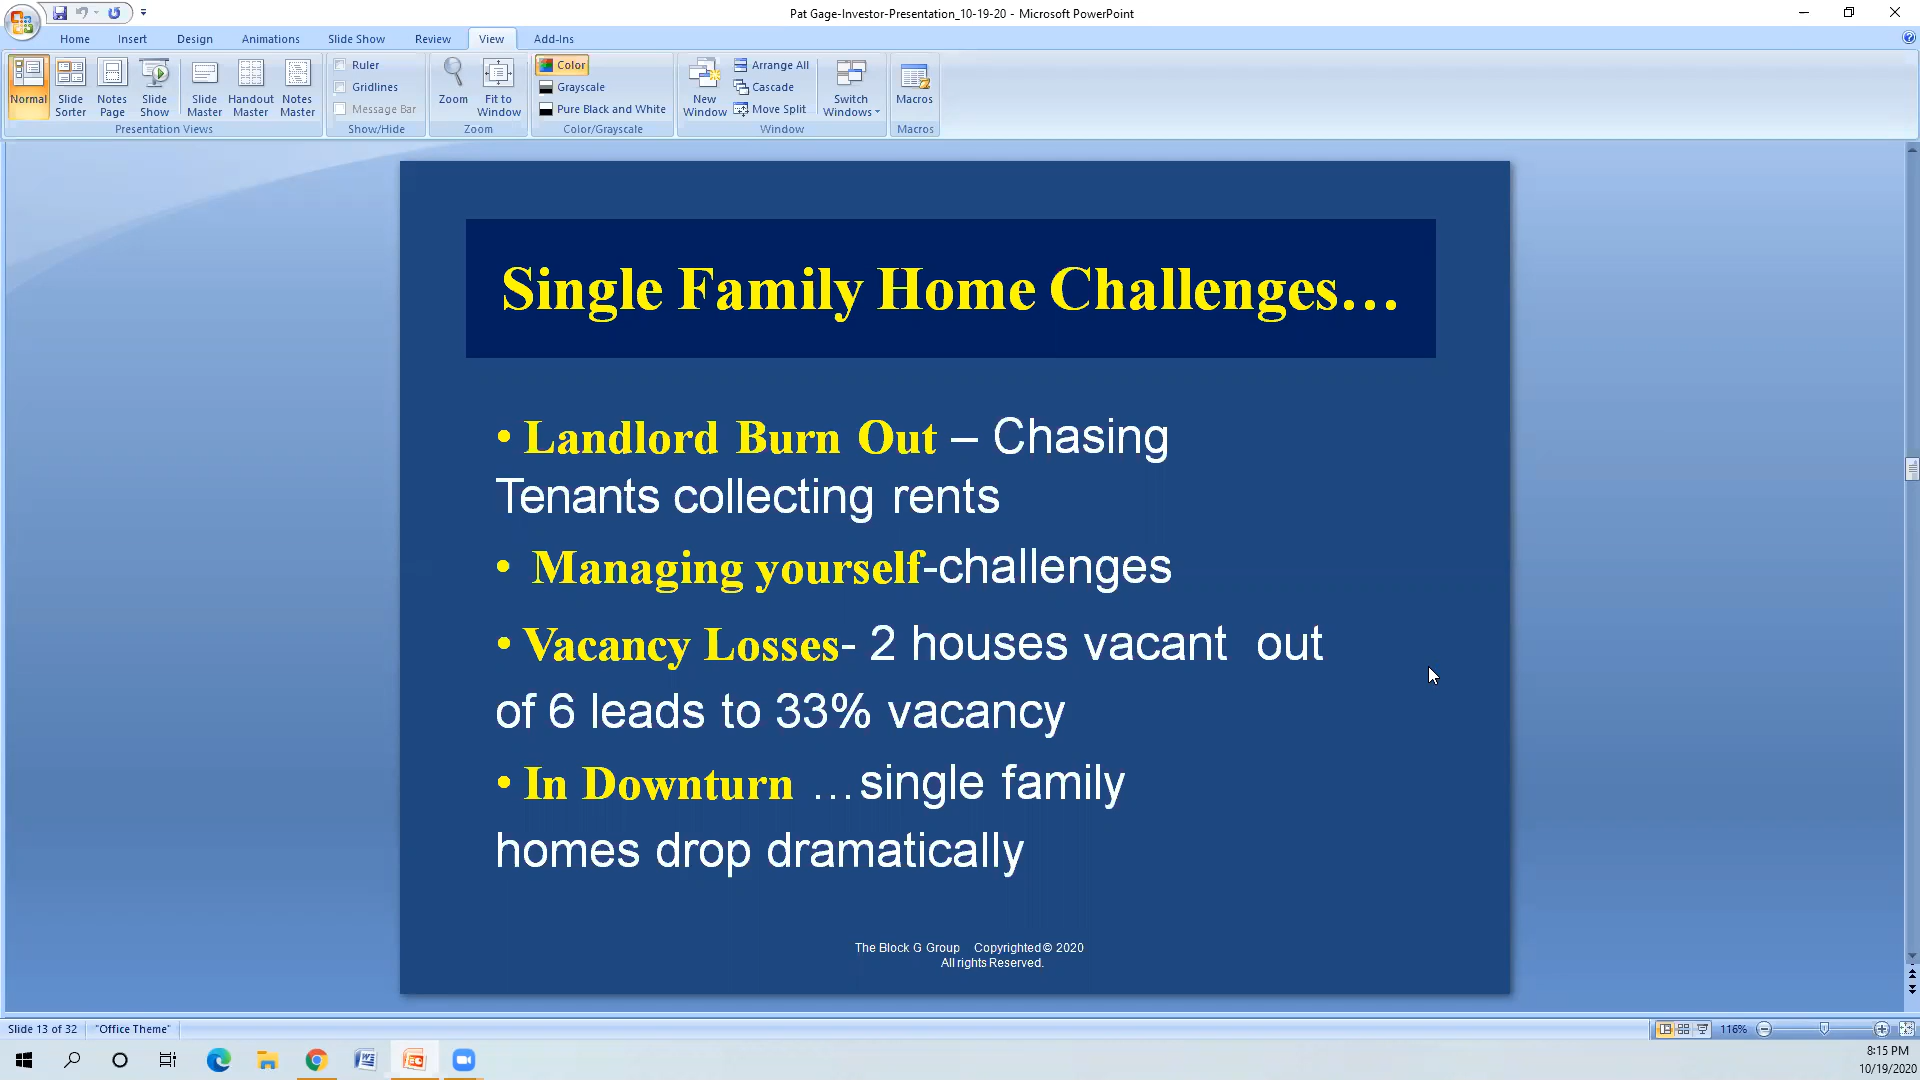 Pat Gage-Investor-Presentation_10-19-20 - Microsoft PowerPoint
Home Insert Design Animations Slide Show Review View Add-Ins
Normal
Slide Sorter
Notes Page
Slide Show
Slide Master
Handout Master
Notes Master
Presentation Views
Ruler
Gridlines
Message Bar
Show/Hide
Zoom
Fit to Window
Zoom
Color
Grayscale
Pure Black and White
Color/Grayscale
New Window
Arrange All
Cascade
Move Split
Switch Windows
Window
Macros
Macros
Single Family Home Challenges…
• Landlord Burn Out – Chasing
Tenants collecting rents
• Managing yourself-challenges
• Vacancy Losses- 2 houses vacant out
of 6 leads to 33% vacancy
• In Downturn …single family
homes drop dramatically
The Block G Group Copyrighted © 2020
All rights Reserved.
Slide 13 of 32 "Office Theme" 116%
8:15 PM
10/19/2020